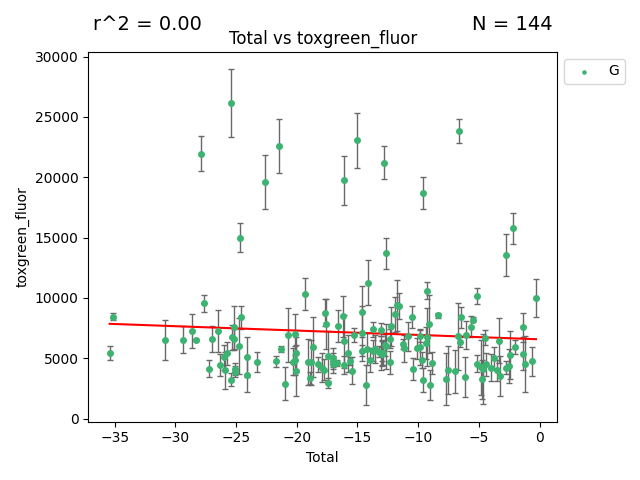 r^2 = 0.00
N = 144
Total vs toxgreen_fluor
G
30000
25000
20000
15000
10000
5000
0
toxgreen_fluor
−35
−30
−25
−20
−15
−10
−5
0
Total